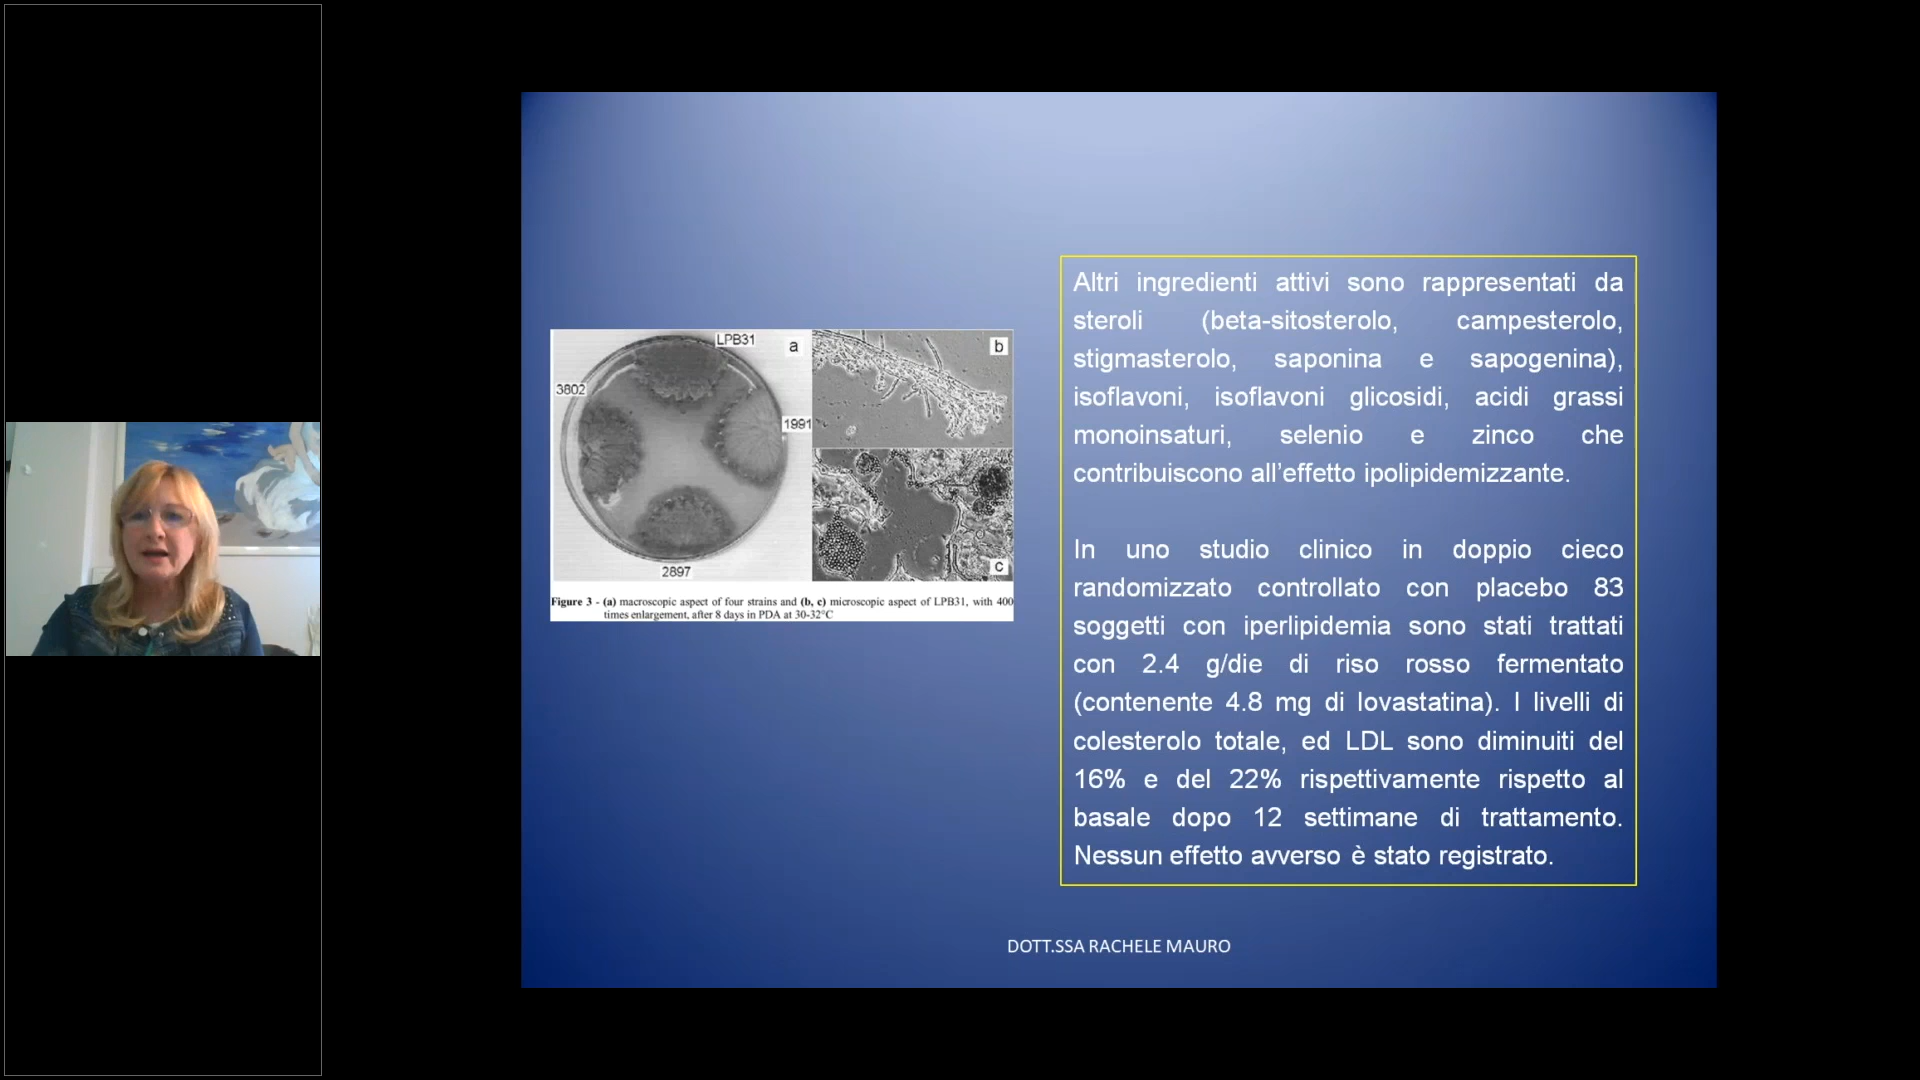 LPB31
a
b
3802
1991
c
2897
Figure 3 - (a) macroscopic aspect of four strains and (b, c) microscopic aspect of LPB31, with 400
times enlargement, after 8 days in PDA at 30-32°C
Altri ingredienti attivi sono rappresentati da
steroli (beta-sitosterolo, campesterolo,
stigmasterolo, saponina e sapogenina),
isoflavoni, isoflavoni glicosidi, acidi grassi
monoinsaturi, selenio e zinco che
contribuiscono all’effetto ipolipidemizzante.
In uno studio clinico in doppio cieco
randomizzato controllato con placebo 83
soggetti con iperlipidemia sono stati trattati
con 2.4 g/die di riso rosso fermentato
(contenente 4.8 mg di lovastatina). I livelli di
colesterolo totale, ed LDL sono diminuiti del
16% e del 22% rispettivamente rispetto al
basale dopo 12 settimane di trattamento.
Nessun effetto avverso è stato registrato.
DOTT.SSA RACHELE MAURO